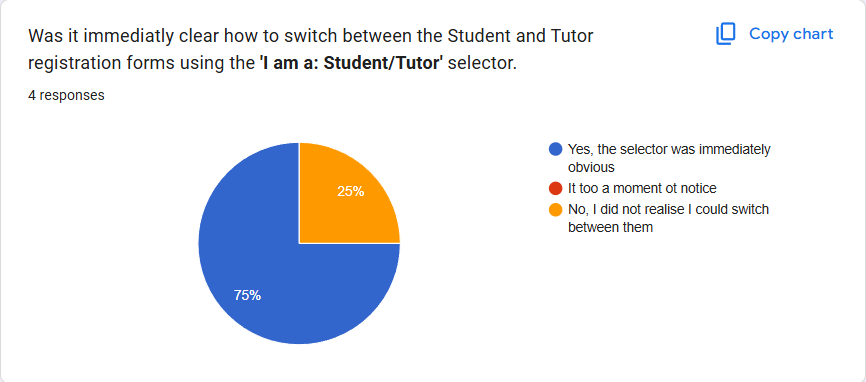 Was it immediatly clear how to switch between the Student and Tutor
registration forms using the 'I am a: Student/Tutor' selector.
Copy chart
4 responses
25%
75%
Yes, the selector was immediately
obvious
It too a moment ot notice
No, I did not realise I could switch
between them